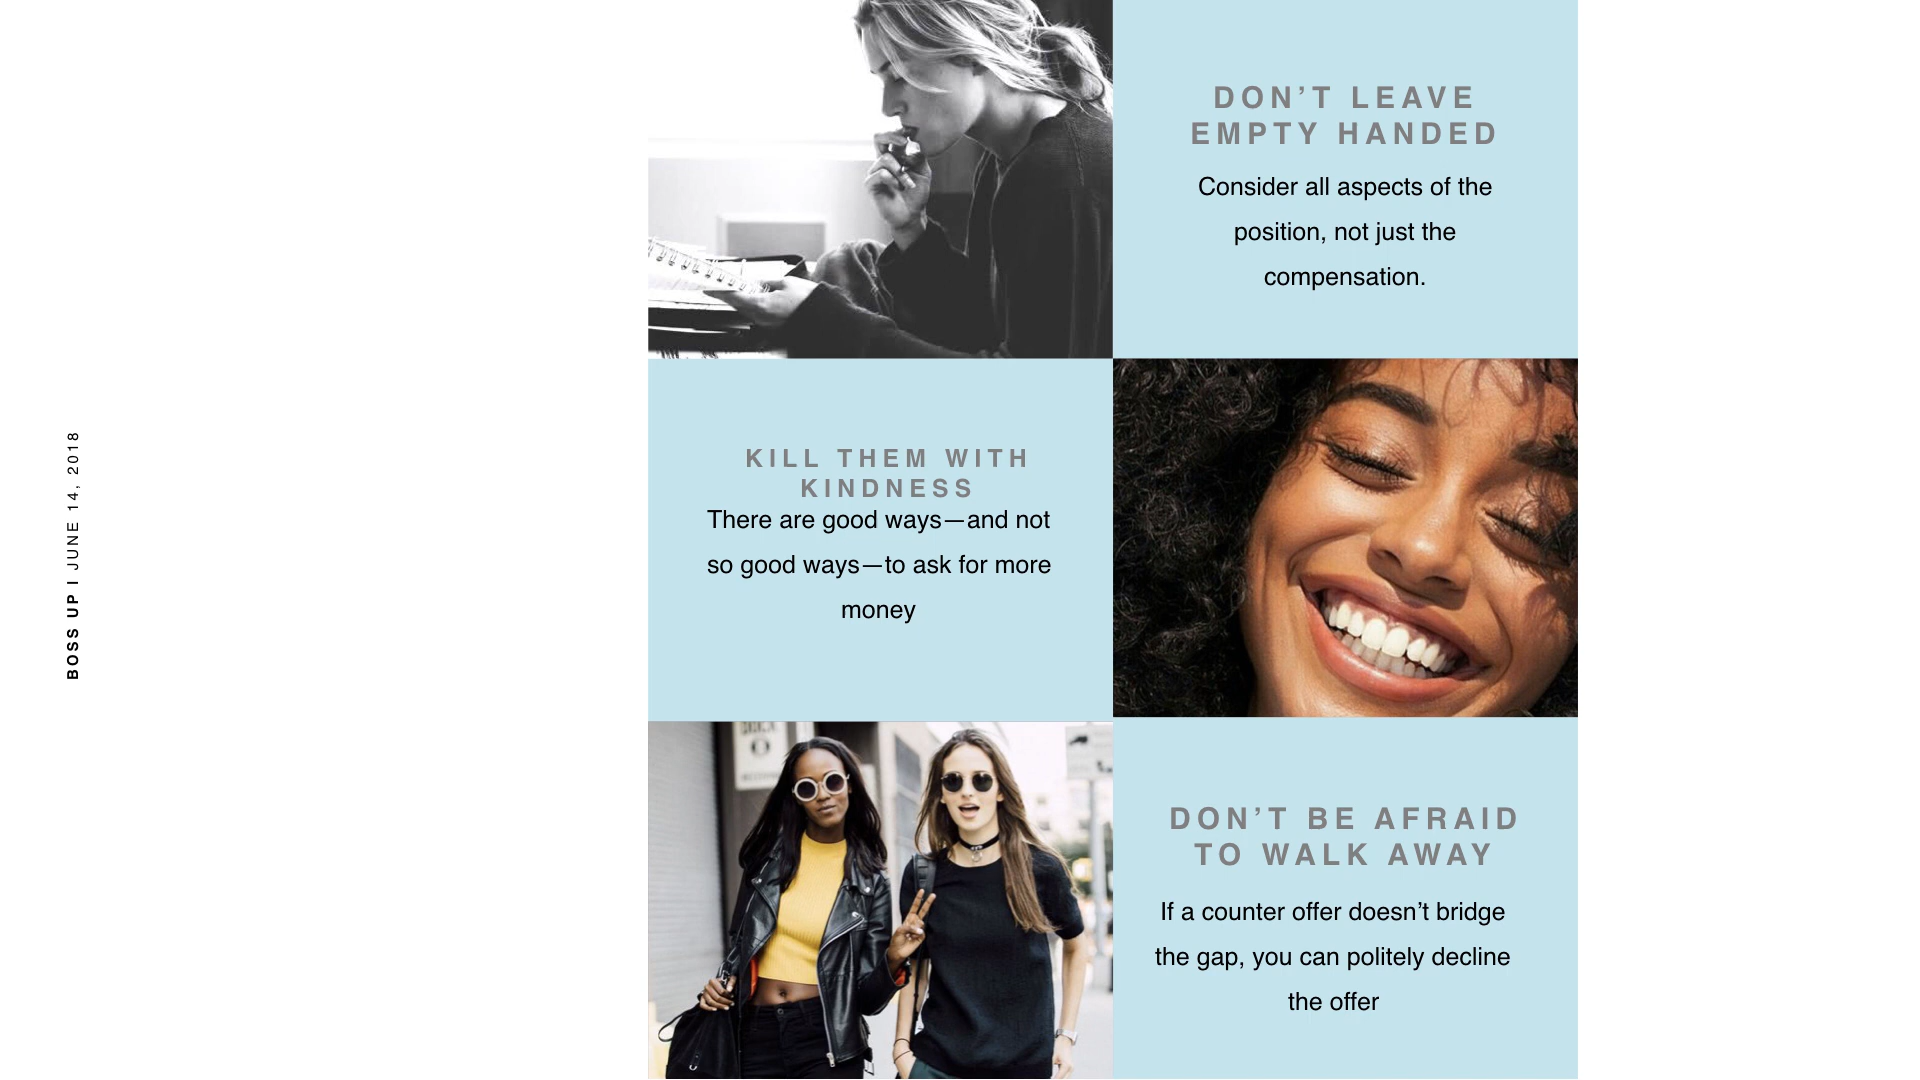 BOSS UP I JUNE 14, 2018
DON’T LEAVE
EMPTY HANDED
Consider all aspects of the
position, not just the
compensation.
KILL THEM WITH
KINDNESS
There are good ways—and not
so good ways—to ask for more
money
DON’T BE AFRAID
TO WALK AWAY
If a counter offer doesn’t bridge
the gap, you can politely decline
the offer